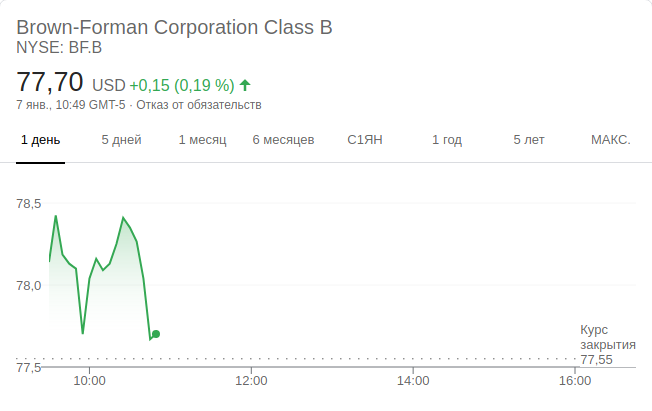 Brown-Forman Corporation Class B
NYSE: BF.B
77,70 USD +0,15 (0,19 %)
7 янв., 10:49 GMT-5 · Отказ от обязательств
1 день 5 дней 1 месяц 6 месяцев С1ЯН 1 год 5 лет МАКС.
78,5
78,0
77,5
Курс
закрытия
77,55
10:00 12:00 14:00 16:00